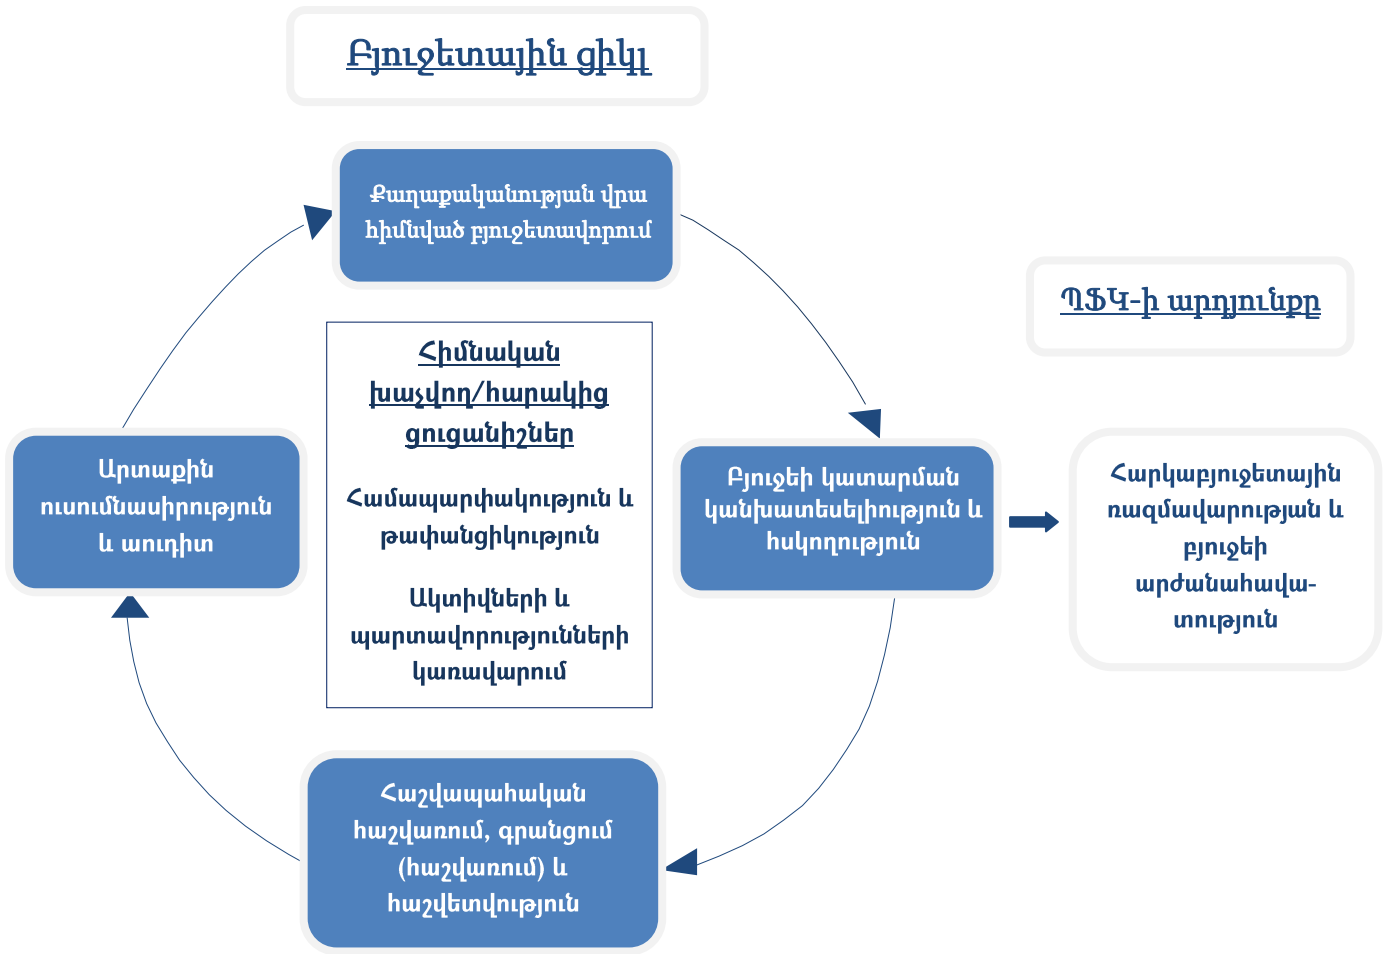 Բյուջետային ցիկլ
Քաղաքականության վրա
հիմնված բյուջետավորում
ՊՖԿ-ի արդյունքը
Հիմնական
խաչվող/հարակից
ցուցանիշներ
Համապարփակություն և
թափանցիկություն
Ակտիվների և
պարտավորությունների
կառավարում
Արտաքին
ուսումնասիրություն
և աուդիտ
Բյուջեի կատարման
կանխատեսելիություն և
հսկողություն
Հարկաբյուջետային
ռազմավարության և
բյուջեի
արժանահավա-
տություն
Հաշվապահական
հաշվառում, գրանցում
(հաշվառում) և
հաշվետվություն